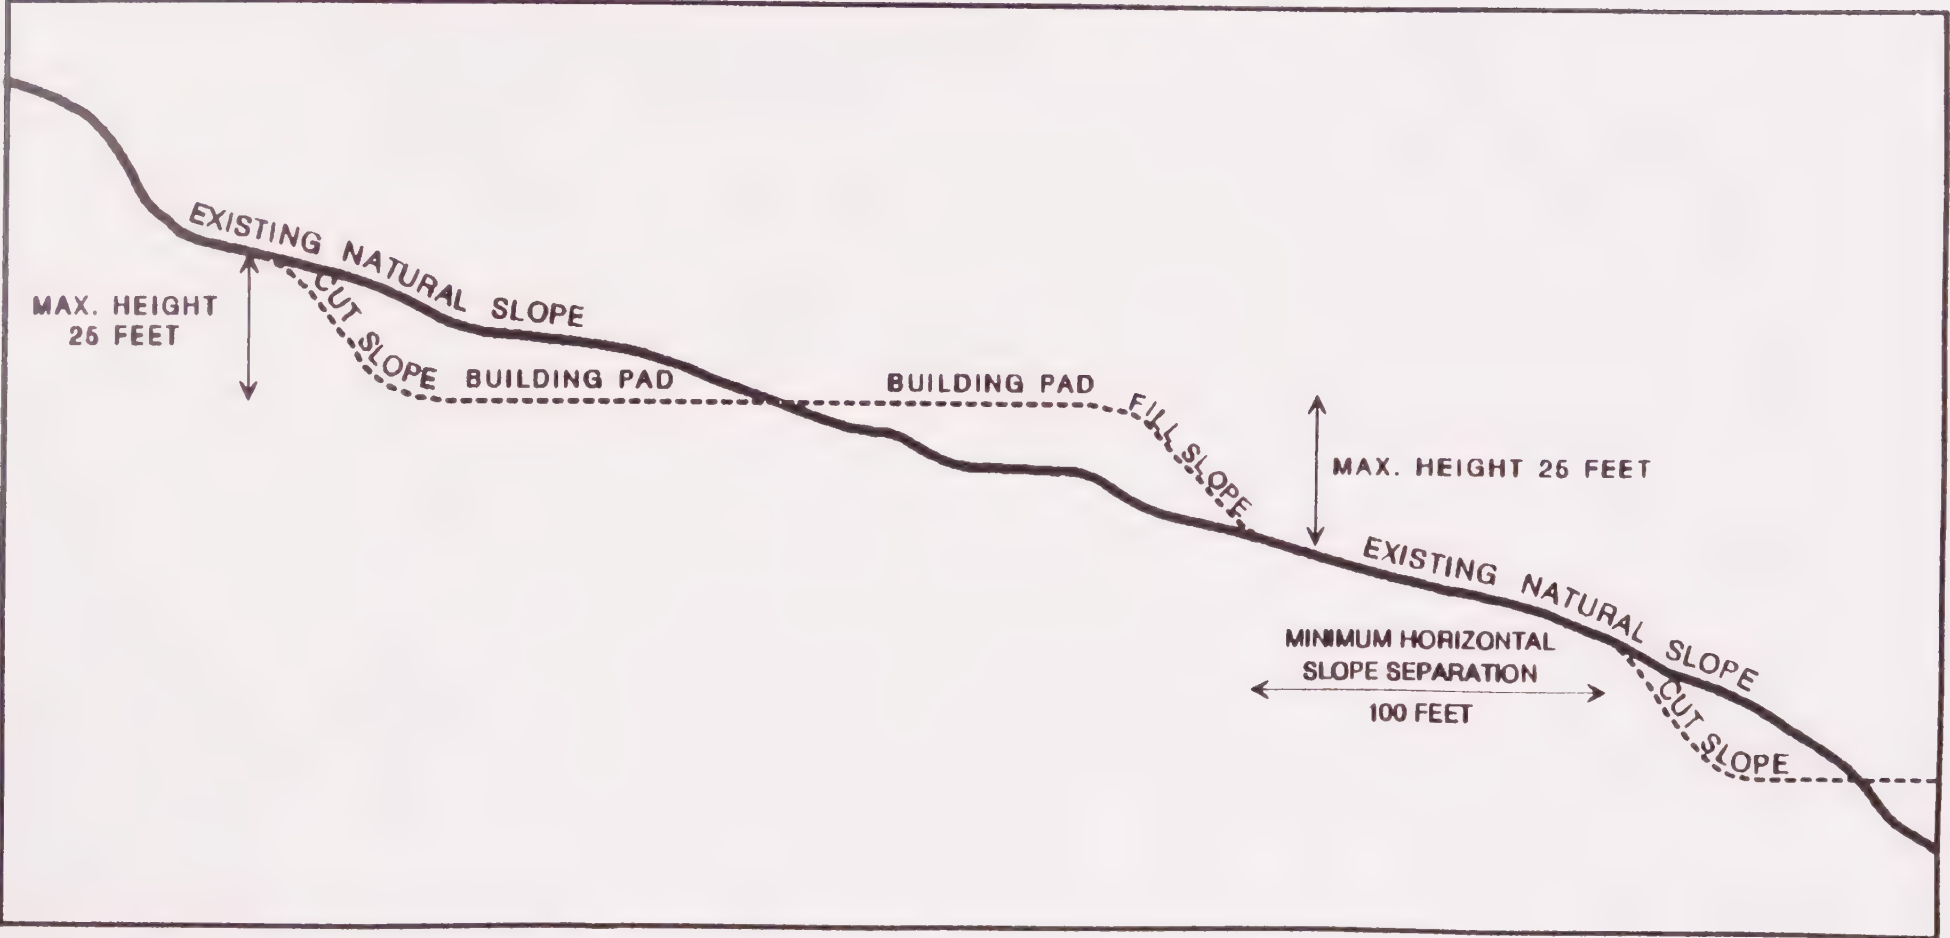 EXISTING NATURAL SLOPE
MAX. HEIGHT
25 FEET
CUT SLOPE
BUILDING PAD
BUILDING PAD
FILL SLOPE
MAX. HEIGHT 25 FEET
EXISTING NATURAL SLOPE
MINIMUM HORIZONTAL
SLOPE SEPARATION
100 FEET
CUT SLOPE